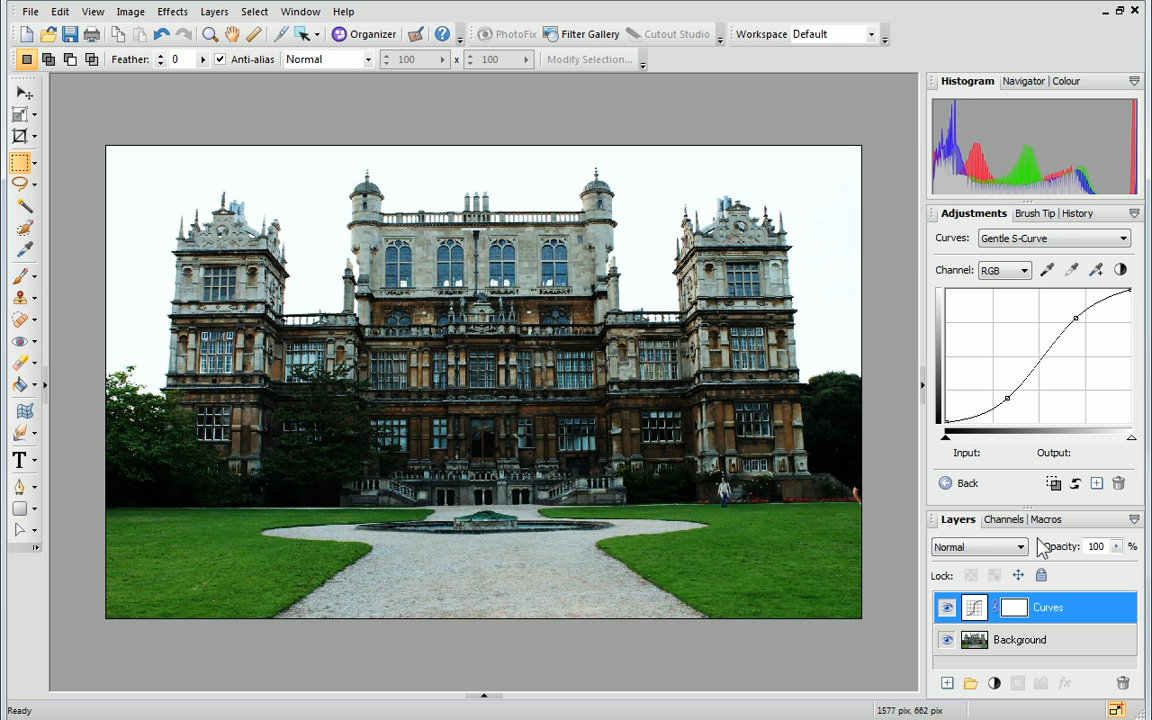 File Edit View Image Effects Layers Select Window Help
Organizer PhotoFix Filter Gallery Cutout Studio Workspace Default
Feather: 0 Anti-alias Normal 100 x 100 Modify Selection...
Histogram Navigator Colour
Adjustments Brush Tip History
Curves: Gentle S-Curve
Channel: RGB
Input: Output:
Back
Layers Channels Macros
Normal Opacity: 100 %
Lock:
Curves
Background
T
fx
Ready 1577 pix, 662 pix